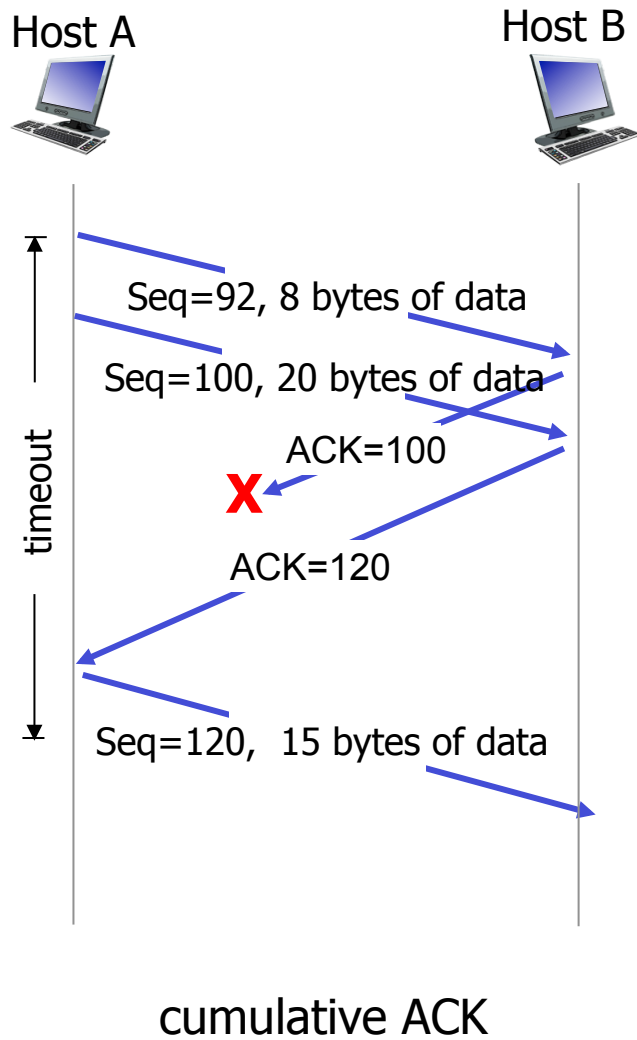 Host A
Host B
Seq=92, 8 bytes of data
Seq=100, 20 bytes of data
ACK=100
X
timeout
ACK=120
Seq=120,  15 bytes of data
cumulative ACK